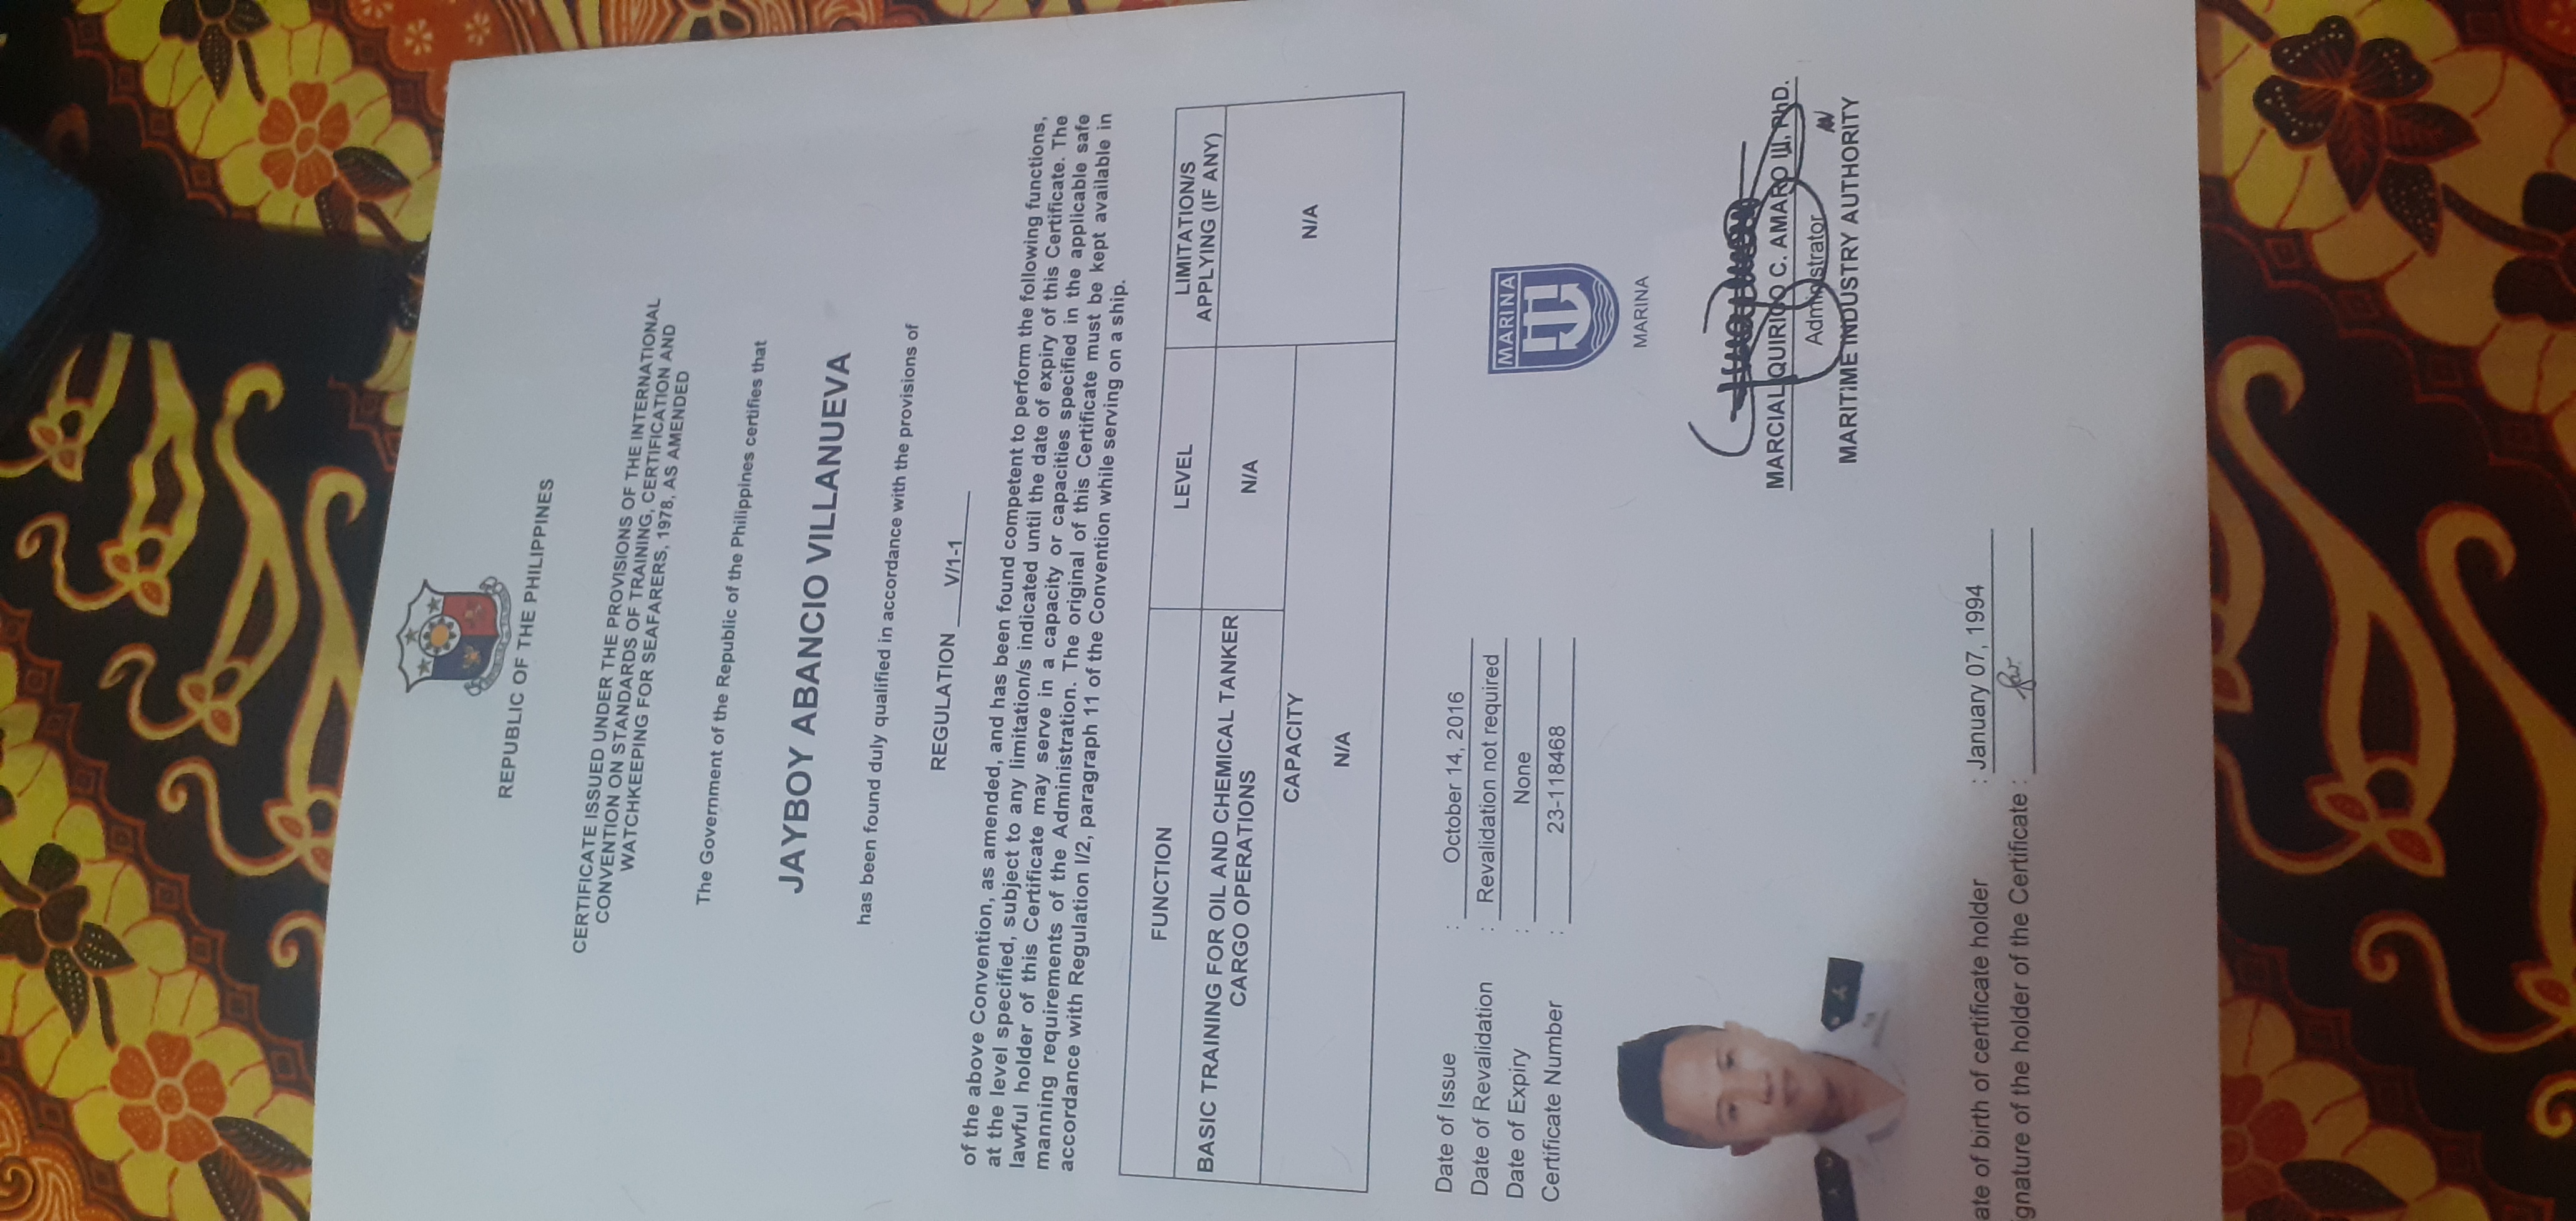 REPUBLIC OF THE PHILIPPINES
CERTIFICATE ISSUED UNDER THE PROVISIONS OF THE INTERNATIONAL
CONVENTION ON STANDARDS OF TRAINING, CERTIFICATION AND
WATCHKEEPING FOR SEAFARERS, 1978, AS AMENDED
The Government of the Republic of the Philippines certifies that
JAYBOY ABANCIO VILLANUEVA
has been found duly qualified in accordance with the provisions of
REGULATION V/1-1
of the above Convention, as amended, and has been found competent to perform the following functions,
at the level specified, subject to any limitation/s indicated until the date of expiry of this Certificate. The
lawful holder of this Certificate may serve in a capacity or capacities specified in the applicable safe
manning requirements of the Administration. The original of this Certificate must be kept available in
accordance with Regulation I/2, paragraph 11 of the Convention while serving on a ship.
FUNCTION LEVEL LIMITATION/S
APPLYING (IF ANY)
BASIC TRAINING FOR OIL AND CHEMICAL TANKER
CARGO OPERATIONS N/A
CAPACITY
N/A
N/A
Date of Issue : October 14, 2016
Date of Revalidation : Revalidation not required
Date of Expiry : None
Certificate Number : 23-118468
MARINA
MARINA
MARCIAL QUIRICO C. AMARO III, PhD.
Administrator
MARITIME INDUSTRY AUTHORITY
ate of birth of certificate holder : January 07, 1994
gnature of the holder of the Certificate :